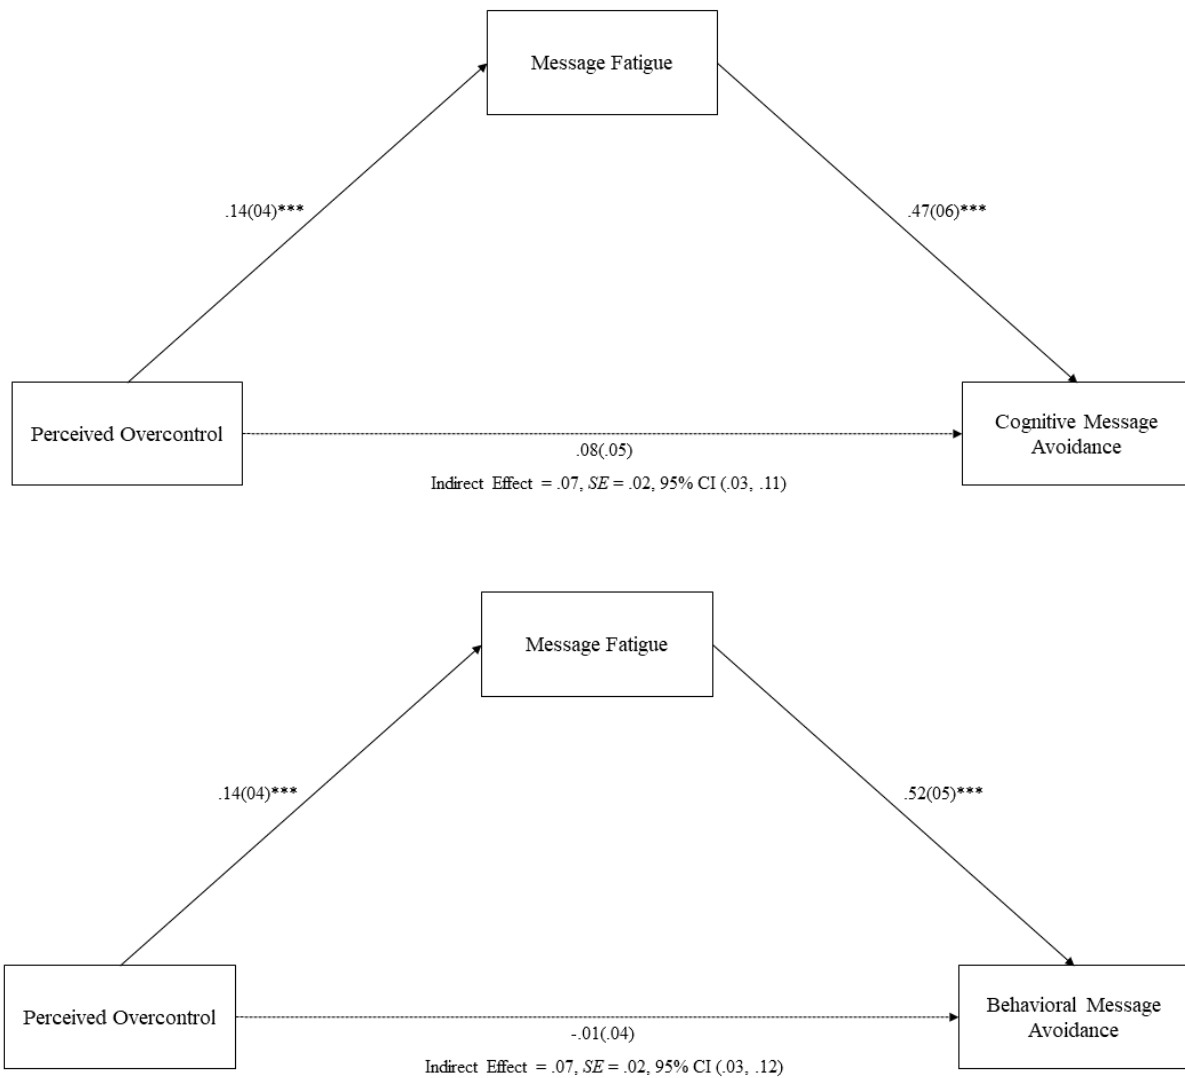 Message Fatigue
.14(04)***
.47(06)***
Perceived Overcontrol
Cognitive Message
Avoidance
.08(.05)
Indirect Effect = .07, SE = .02, 95% CI (.03, .11)
Message Fatigue
.14(04)***
.52(05)***
Perceived Overcontrol
Behavioral Message
Avoidance
-.01(.04)
Indirect Effect = .07, SE = .02, 95% CI (.03, .12)